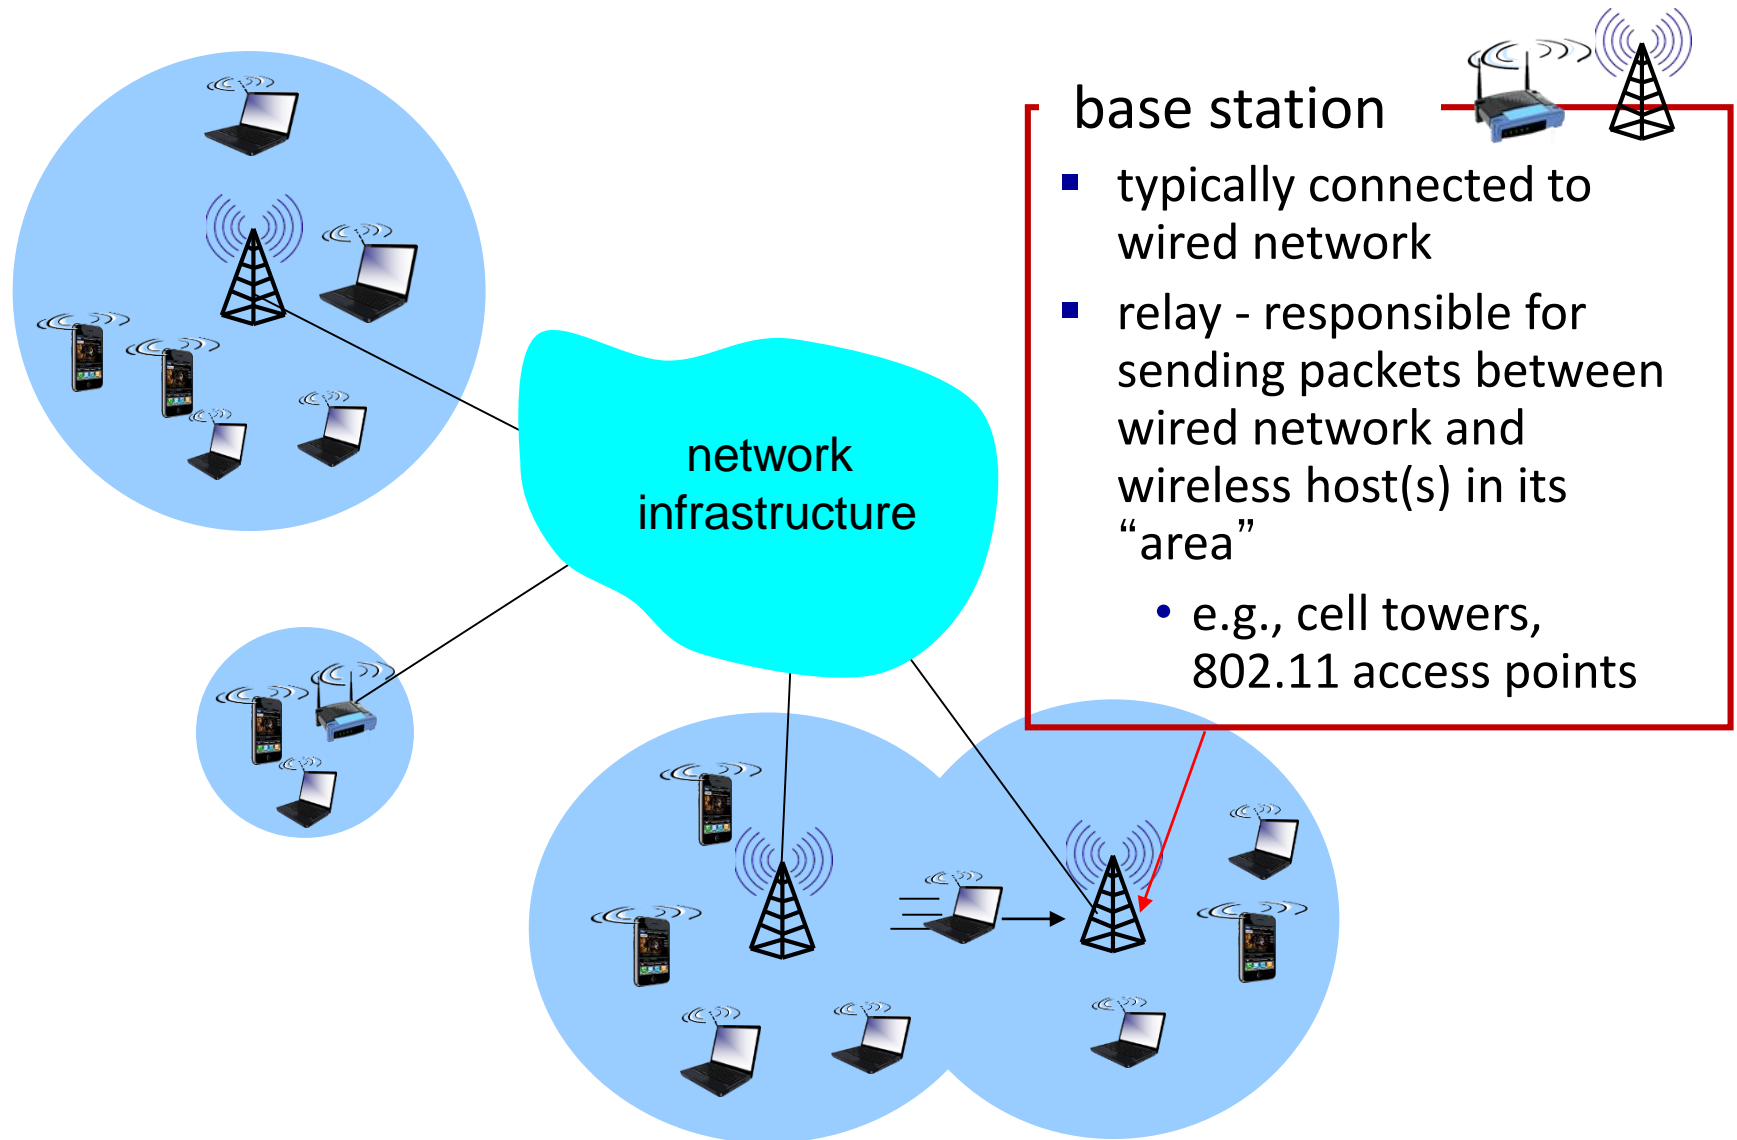 base station
▪ typically connected to
wired network
▪ relay - responsible for
sending packets between
wired network and
wireless host(s) in its
“area”
• e.g., cell towers,
802.11 access points
network
infrastructure